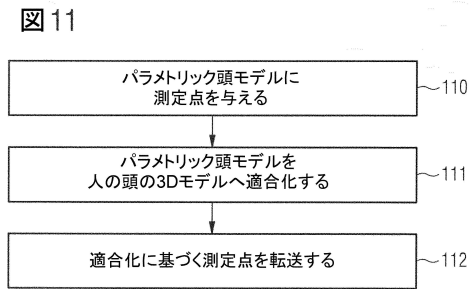 図11
パラメトリック頭モデルに
測定点を与える
110
パラメトリック頭モデルを
人の頭の3Dモデルへ適合化する
111
適合化に基づく測定点を転送する
112